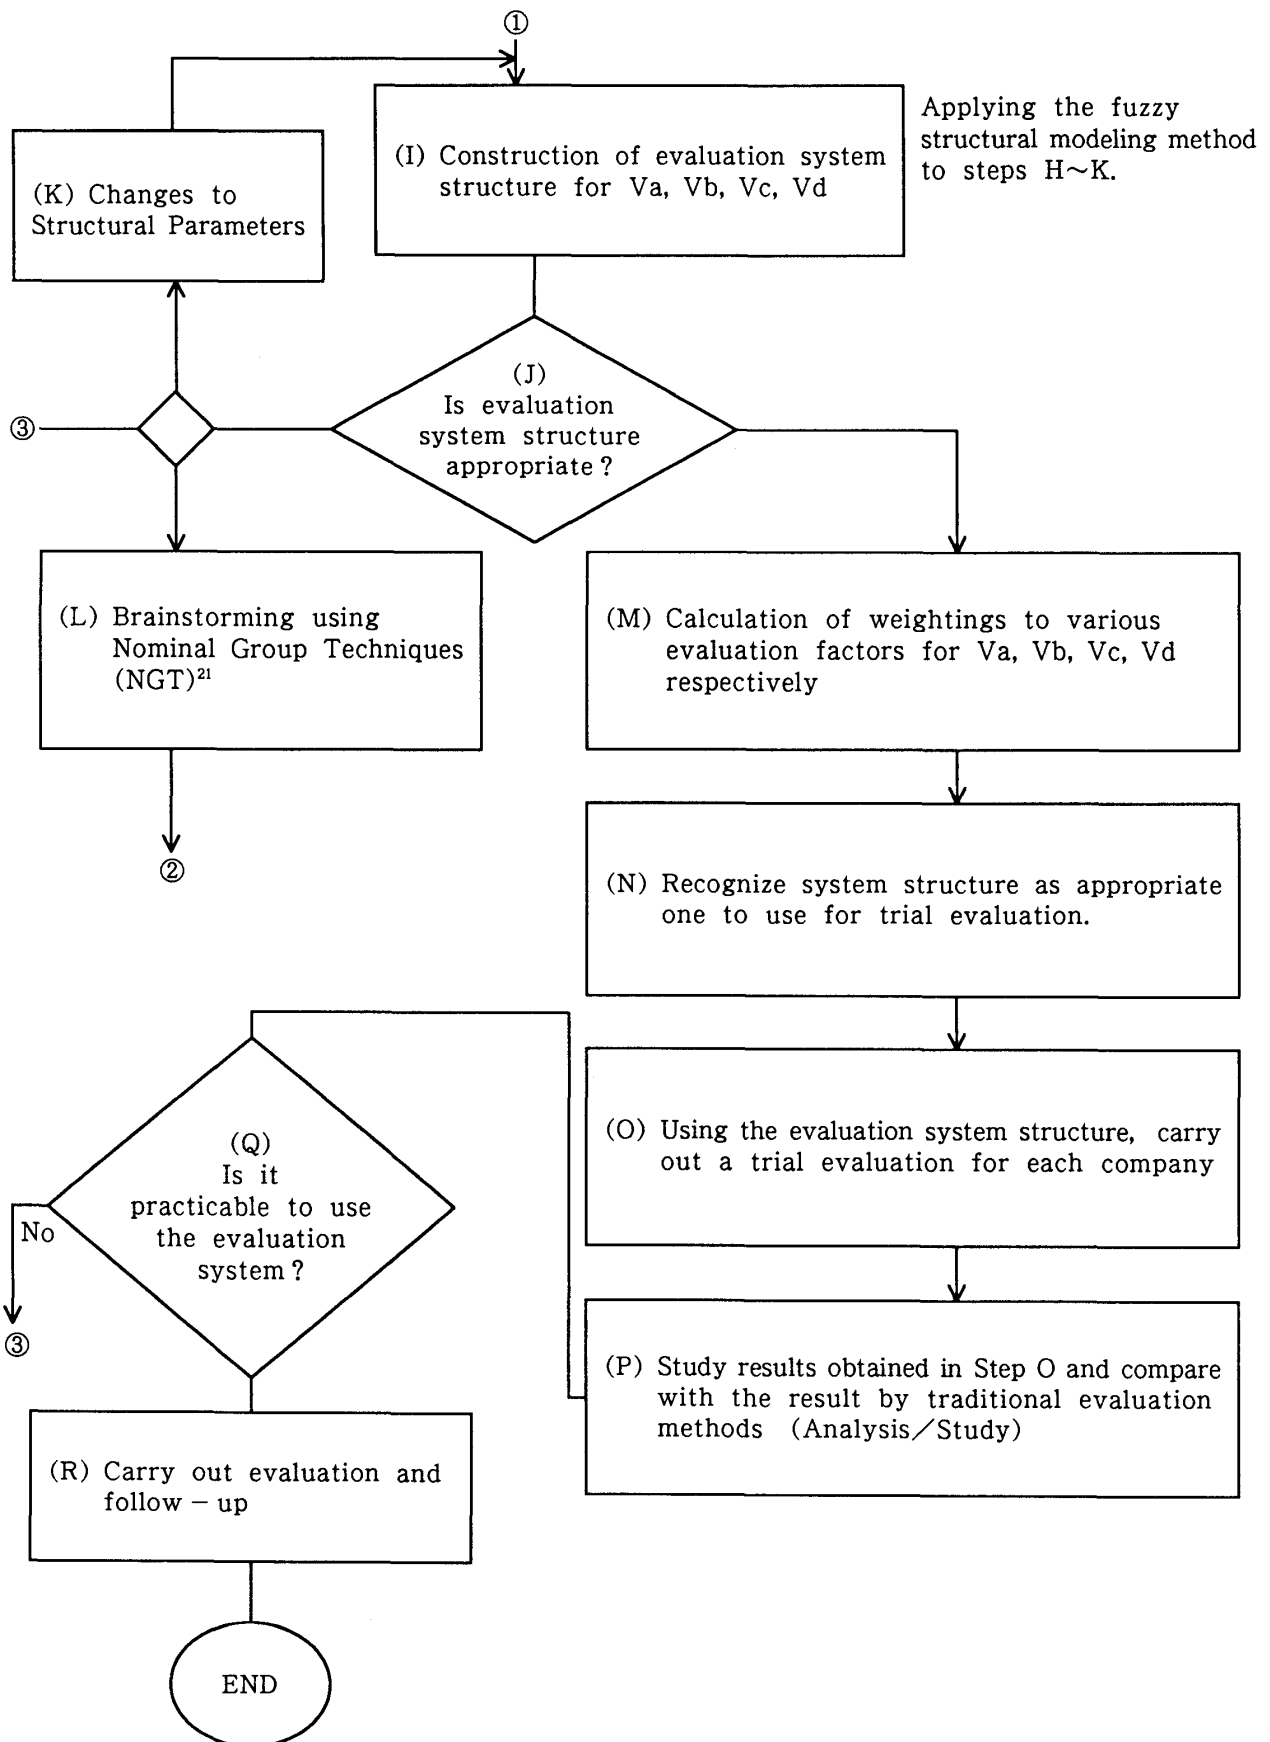 ①
Applying the fuzzy
structural modeling method
to steps H~K.
(I) Construction of evaluation system
structure for Va, Vb, Vc, Vd
(K) Changes to
Structural Parameters
(J)
Is evaluation
system structure
appropriate?
③
(L) Brainstorming using
Nominal Group Techniques
(NGT)²¹
②
(M) Calculation of weightings to various
evaluation factors for Va, Vb, Vc, Vd
respectively
(N) Recognize system structure as appropriate
one to use for trial evaluation.
(O) Using the evaluation system structure, carry
out a trial evaluation for each company
(P) Study results obtained in Step O and compare
with the result by traditional evaluation
methods (Analysis/Study)
(Q)
Is it
practicable to use
the evaluation
system?
No
③
(R) Carry out evaluation and
follow-up
END